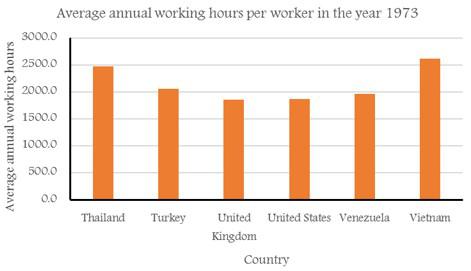 Average annual working hours per worker in the year 1973
Average annual working hours
3000.0
2500.0
2000.0
1500.0
1000.0
500.0
0.0
Thailand Turkey United Kingdom United States Venezuela Vietnam
Country